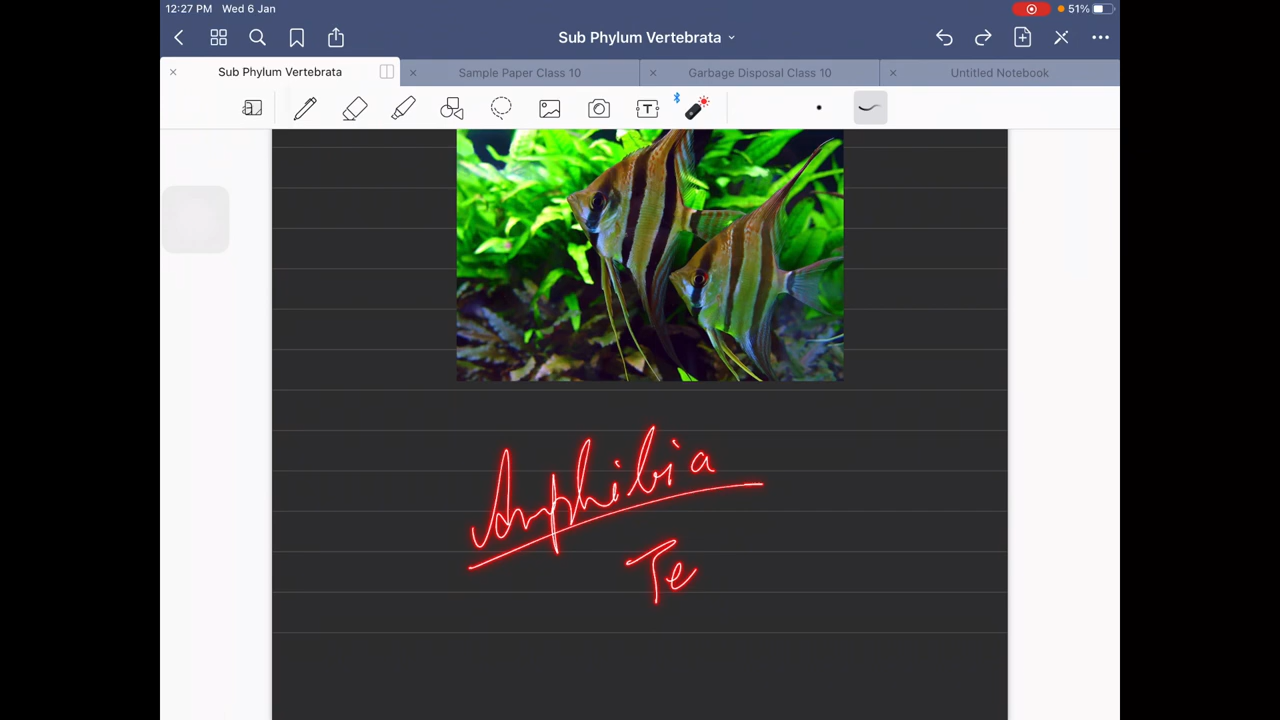 12:27 PM Wed 6 Jan 51%
Sub Phylum Vertebrata
Sub Phylum Vertebrata Sample Paper Class 10 Garbage Disposal Class 10 Untitled Notebook
T
Amphibia
Te